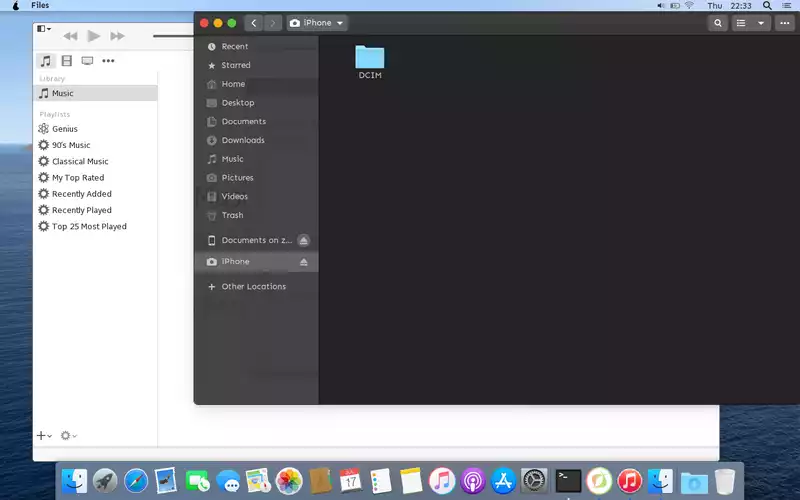 Files
Thu 22:33
iPhone
Library
Music
Playlists
Genius
90's Music
Classical Music
My Top Rated
Recently Added
Recently Played
Top 25 Most Played
Recent
Starred
Home
Desktop
Documents
Downloads
Music
Pictures
Videos
Trash
Documents on z...
iPhone
Other Locations
DCIM
17